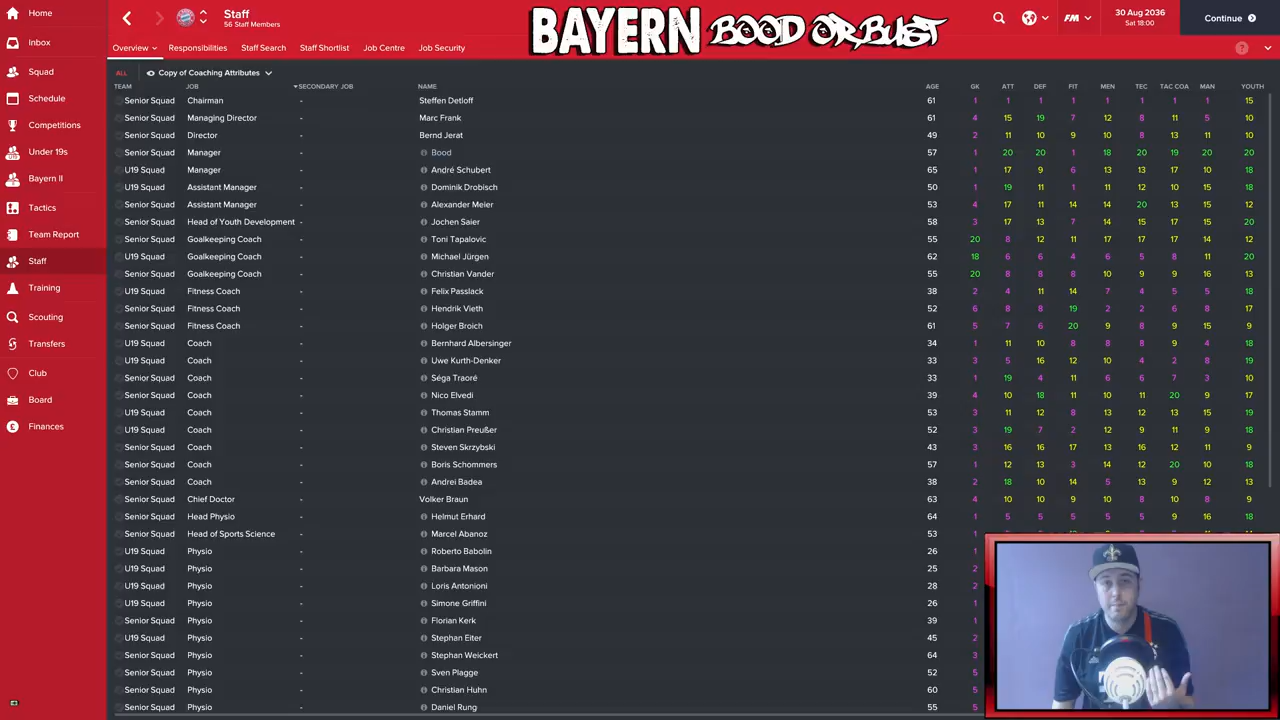 Home
Inbox
Squad
Schedule
Competitions
Under 19s
Bayern II
Tactics
Team Report
Staff
Training
Scouting
Transfers
Club
Board
Finances
Staff
56 Staff Members
BAYERN BOOD OR BUST
FM
30 Aug 2036
Sat 18:00
Continue
Overview Responsibilities Staff Search Staff Shortlist Job Centre Job Security
ALL Copy of Coaching Attributes
TEAM JOB SECONDARY JOB NAME AGE GK ATT DEF FIT MEN TEC TAC COA MAN YOUTH
Senior Squad Chairman - Steffen Detloff 61 1 1 1 1 1 1 1 1 15
Senior Squad Managing Director - Marc Frank 61 4 15 19 7 12 8 11 5 10
Senior Squad Director - Bernd Jerat 49 2 11 10 9 10 8 13 11 10
Senior Squad Manager - Bood 57 1 20 20 1 18 20 19 20 20
U19 Squad Manager - André Schubert 65 1 17 9 6 13 13 17 10 18
U19 Squad Assistant Manager - Dominik Drobisch 50 1 19 11 1 11 12 10 15 18
Senior Squad Assistant Manager - Alexander Meier 53 4 17 11 14 14 20 13 15 12
Senior Squad Head of Youth Development - Jochen Saier 58 3 17 13 7 14 15 17 15 20
Senior Squad Goalkeeping Coach - Toni Tapalovic 55 20 8 12 11 17 17 17 14 12
U19 Squad Goalkeeping Coach - Michael Jürgen 62 18 6 6 4 6 5 8 11 20
Senior Squad Goalkeeping Coach - Christian Vander 55 20 8 8 8 10 9 9 16 13
U19 Squad Fitness Coach - Felix Passlack 38 2 4 11 14 7 4 5 5 18
Senior Squad Fitness Coach - Hendrik Vieth 52 6 8 8 19 2 2 6 8 17
Senior Squad Fitness Coach - Holger Broich 61 5 7 6 20 9 8 9 15 9
U19 Squad Coach - Bernhard Albersinger 34 1 11 10 8 8 8 9 4 18
U19 Squad Coach - Uwe Kurth-Denker 33 3 5 16 12 10 4 2 8 19
Senior Squad Coach - Séga Traoré 33 1 19 4 11 6 6 7 3 10
Senior Squad Coach - Nico Elvedi 39 4 10 18 11 10 11 20 9 17
U19 Squad Coach - Thomas Stamm 53 3 11 12 8 13 12 13 15 19
U19 Squad Coach - Christian Preußer 52 3 19 7 2 12 9 11 9 18
Senior Squad Coach - Steven Skrzybski 43 3 16 16 17 13 16 12 11 9
Senior Squad Coach - Boris Schommers 57 1 12 13 3 14 12 20 10 18
Senior Squad Coach - Andrei Badea 38 2 18 10 14 5 13 9 12 13
Senior Squad Chief Doctor - Volker Braun 63 4 10 10 9 10 8 10 8 9
Senior Squad Head Physio - Helmut Erhard 64 1 5 5 5 5 5 9 16 18
Senior Squad Head of Sports Science - Marcel Abanoz 53 1
U19 Squad Physio - Roberto Babolin 26 1
U19 Squad Physio - Barbara Mason 25 2
U19 Squad Physio - Loris Antonioni 28 2
U19 Squad Physio - Simone Griffini 26 1
Senior Squad Physio - Florian Kerk 39 1
U19 Squad Physio - Stephan Eiter 45 2
Senior Squad Physio - Stephan Weickert 64 3
Senior Squad Physio - Sven Plagge 52 5
Senior Squad Physio - Christian Huhn 60 5
Senior Squad Physio - Daniel Rung 55 5